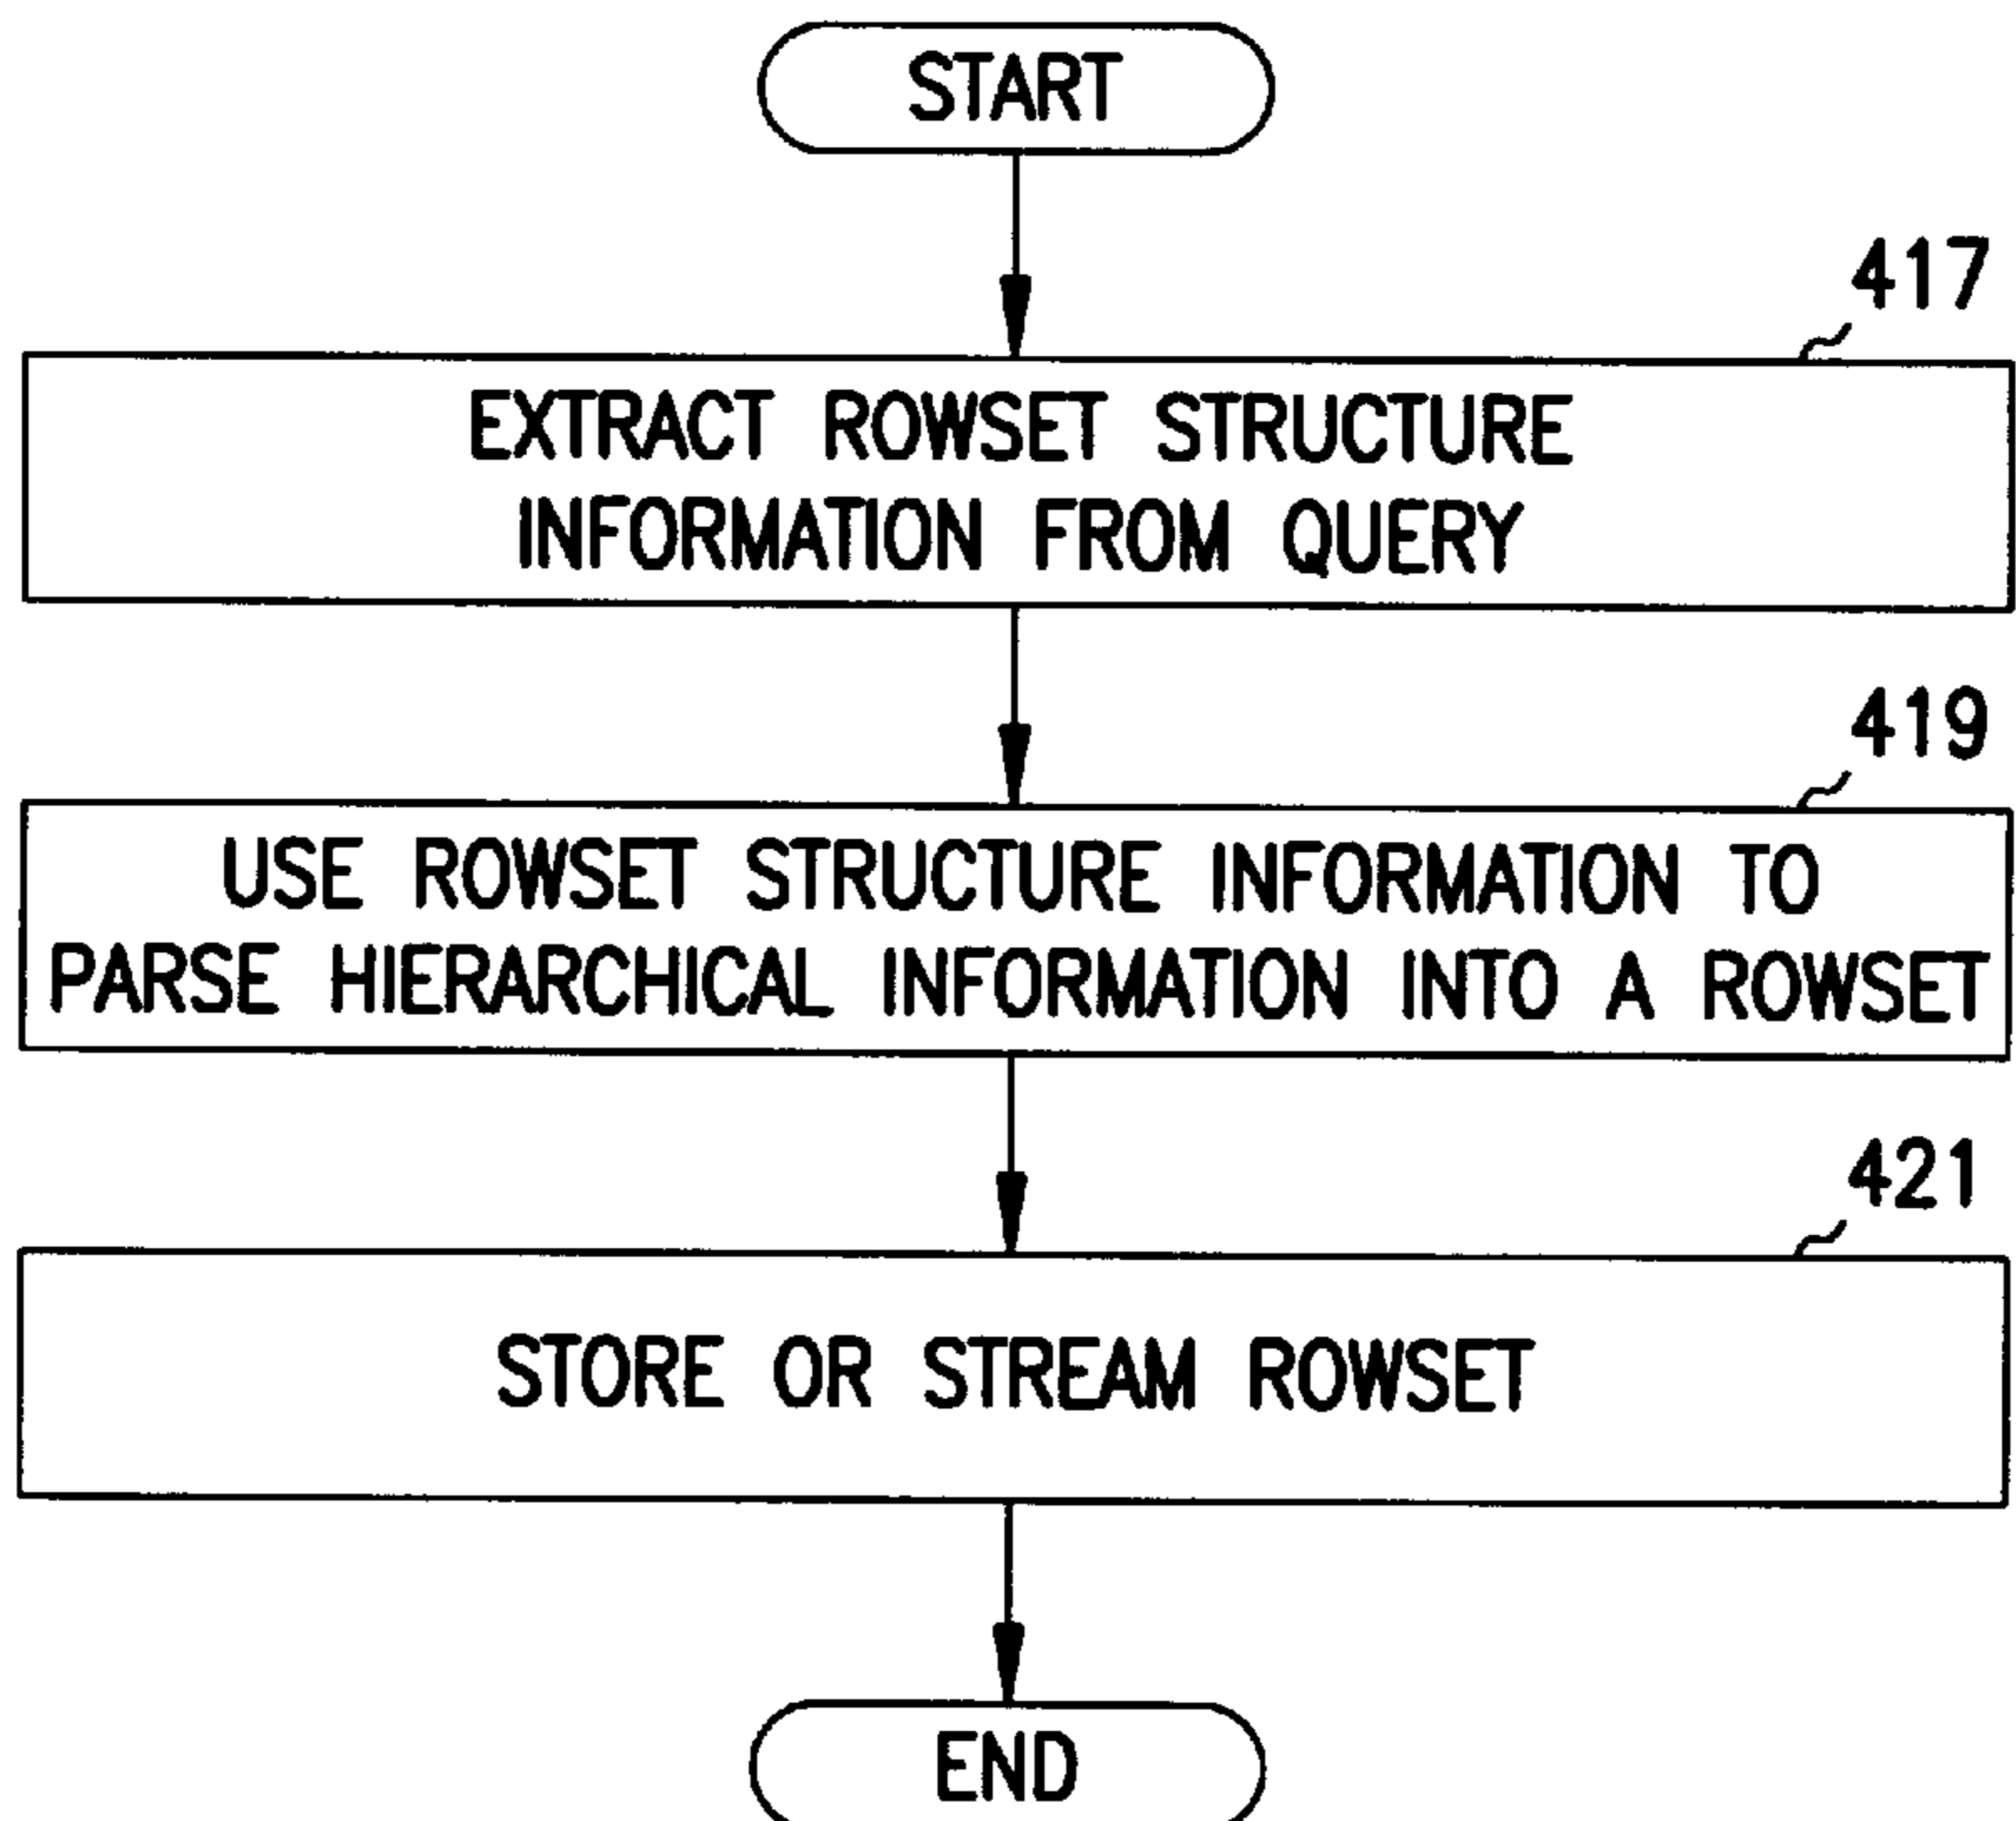 START
417
EXTRACT ROWSET STRUCTURE
INFORMATION FROM QUERY
419
USE ROWSET STRUCTURE INFORMATION TO
PARSE HIERARCHICAL INFORMATION INTO A ROWSET
421
STORE OR STREAM ROWSET
END